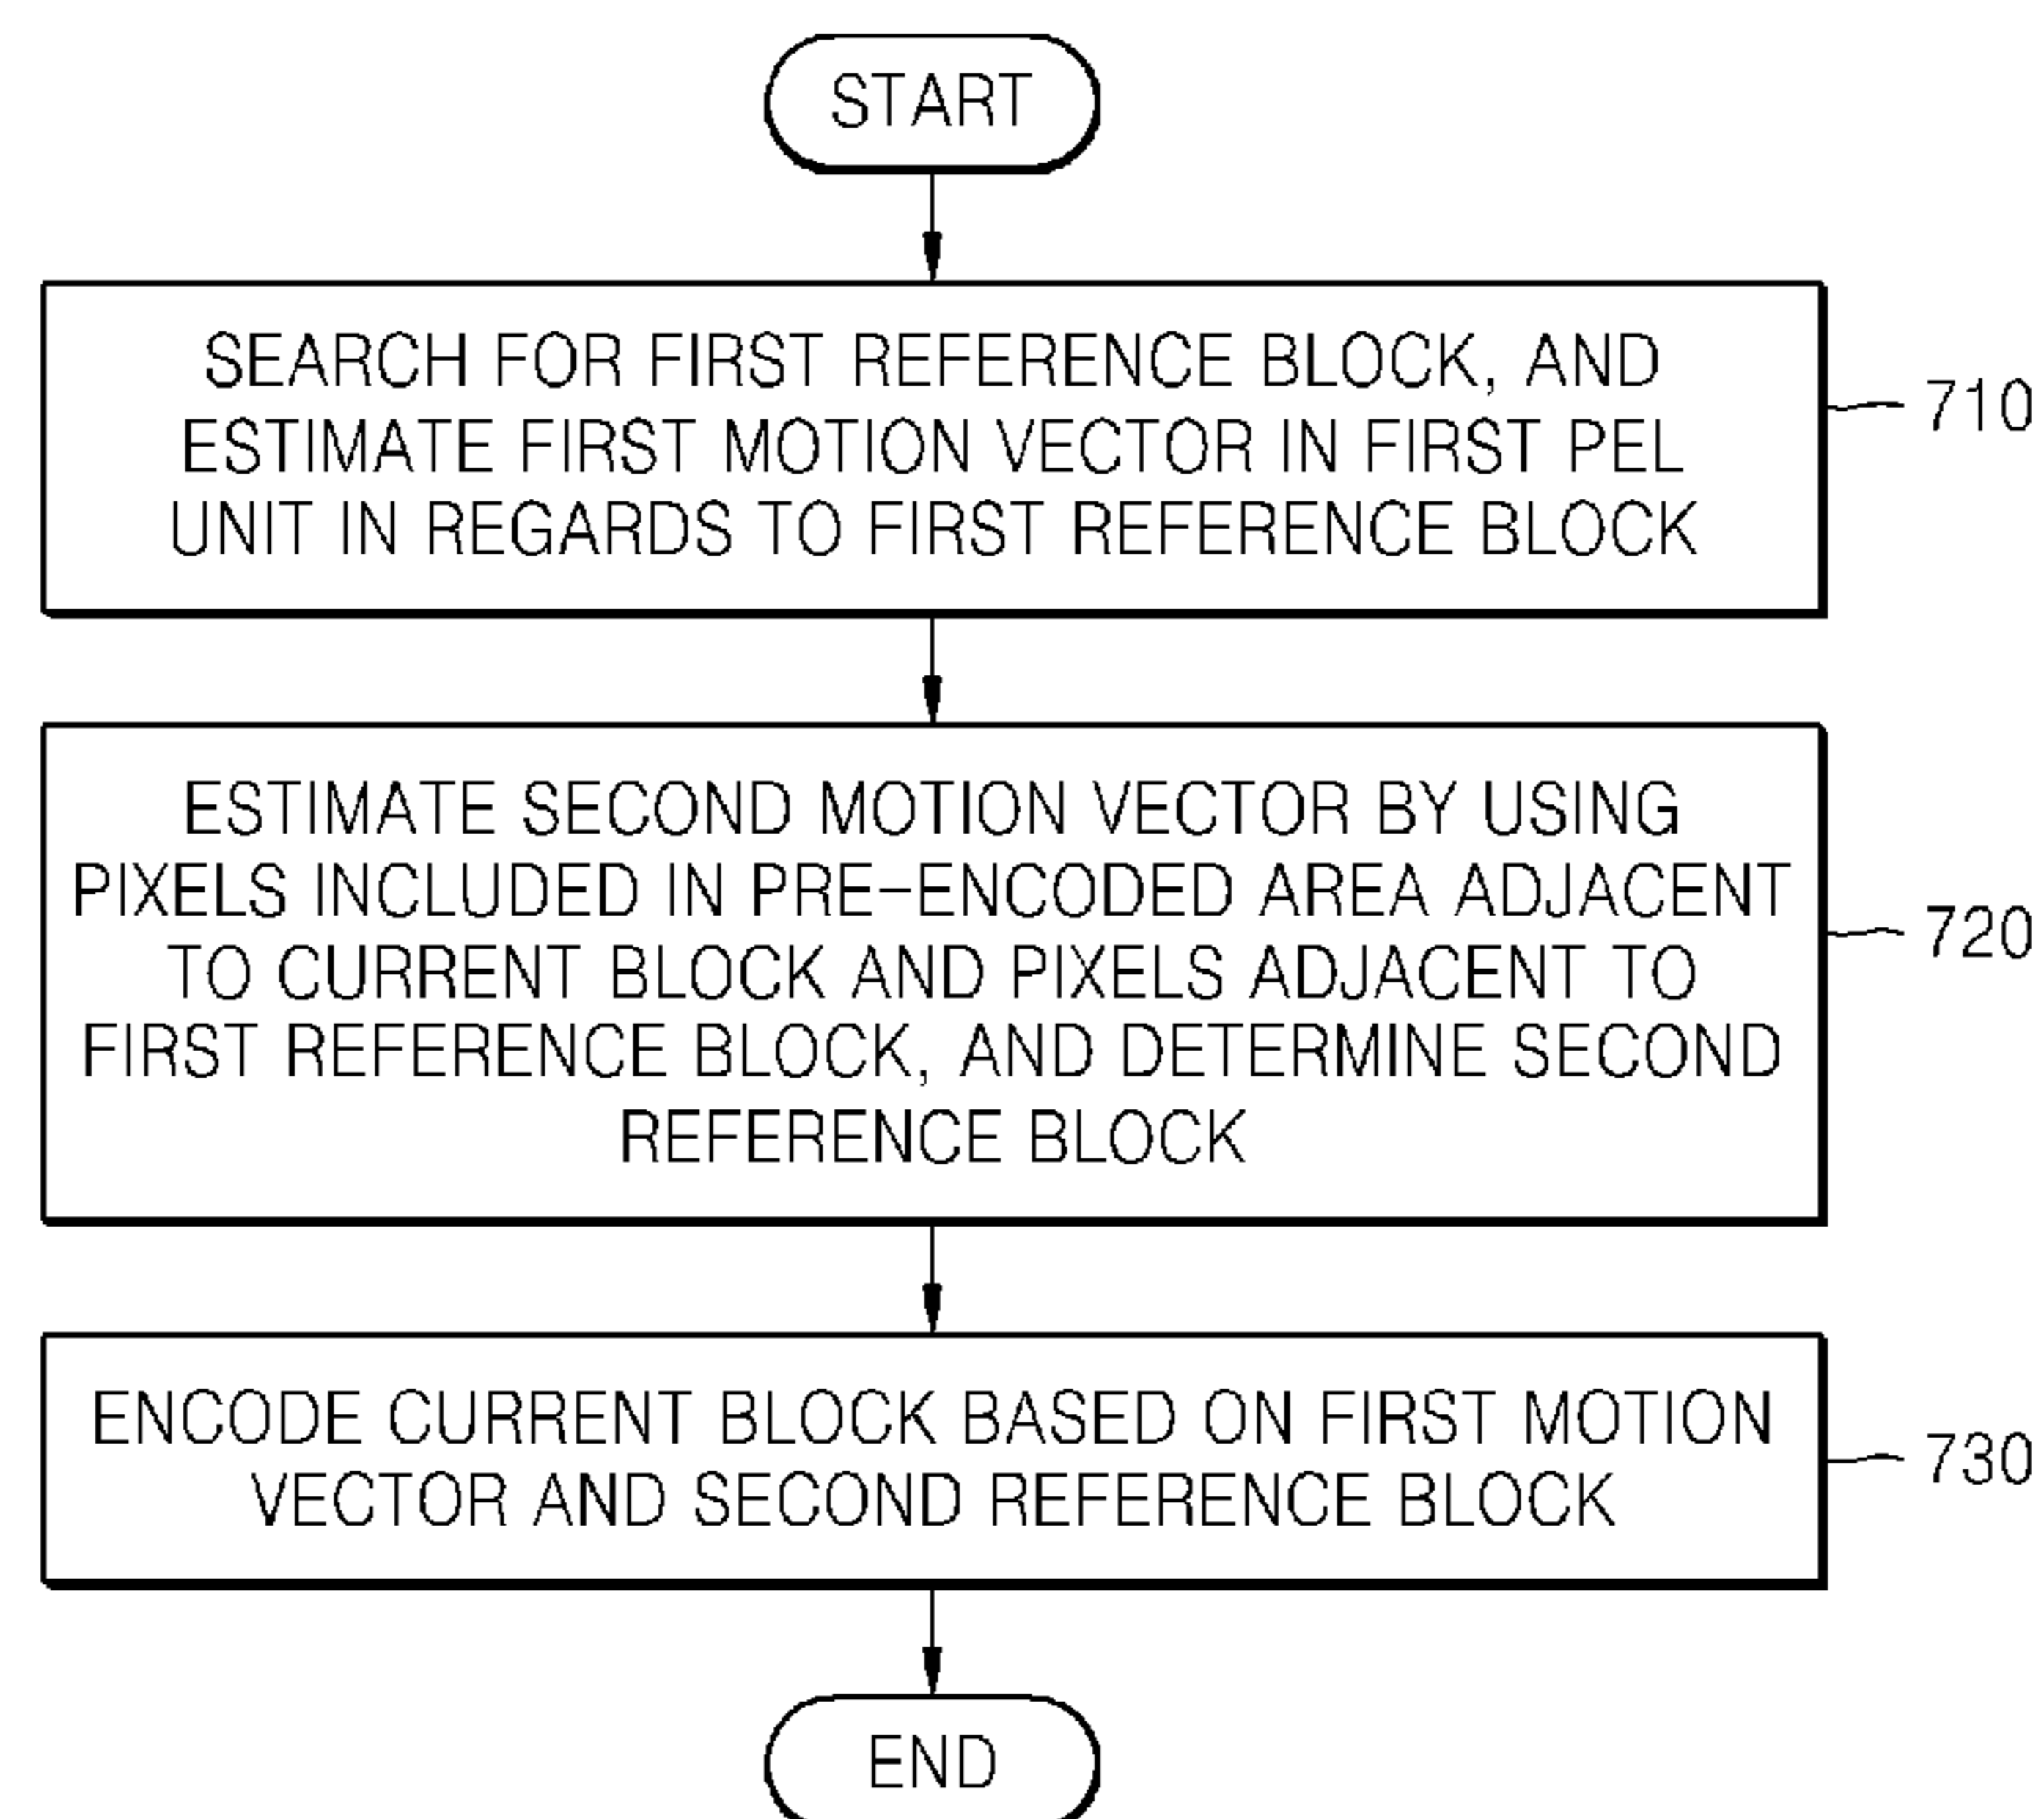 START
SEARCH FOR FIRST REFERENCE BLOCK, AND
ESTIMATE FIRST MOTION VECTOR IN FIRST PEL
UNIT IN REGARDS TO FIRST REFERENCE BLOCK
710
ESTIMATE SECOND MOTION VECTOR BY USING
PIXELS INCLUDED IN PRE-ENCODED AREA ADJACENT
TO CURRENT BLOCK AND PIXELS ADJACENT TO
FIRST REFERENCE BLOCK, AND DETERMINE SECOND
REFERENCE BLOCK
720
ENCODE CURRENT BLOCK BASED ON FIRST MOTION
VECTOR AND SECOND REFERENCE BLOCK
730
END